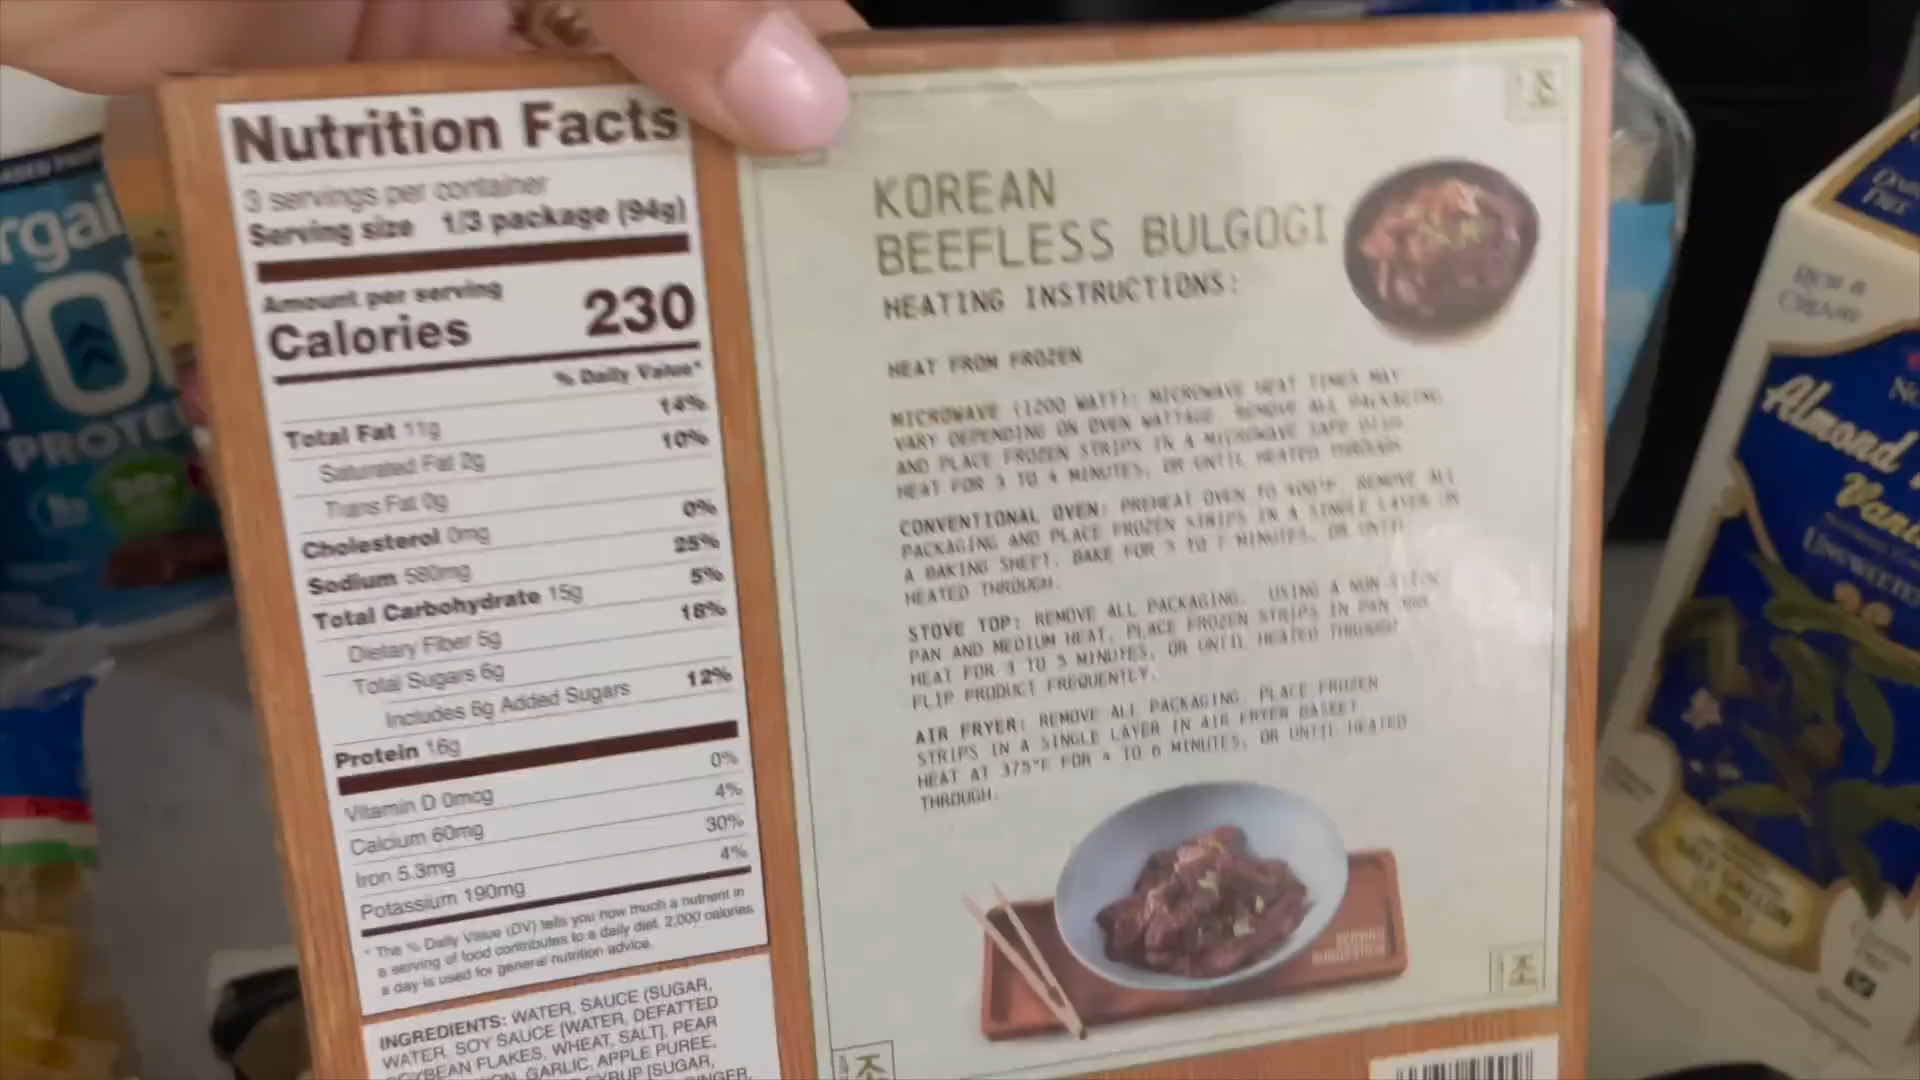 Nutrition Facts
3 servings per container
Serving size 1/3 package (94g)
Amount per serving
Calories 230
% Daily Value*
Total Fat 11g 14%
Saturated Fat 2g 10%
Trans Fat 0g
Cholesterol 0mg 0%
Sodium 580mg 25%
Total Carbohydrate 15g 5%
Dietary Fiber 5g 18%
Total Sugars 6g
Includes 6g Added Sugars 12%
Protein 16g
Vitamin D 0mcg 0%
Calcium 60mg 4%
Iron 5.3mg 30%
Potassium 190mg 4%
* The % Daily Value (DV) tells you how much a nutrient in
a serving of food contributes to a daily diet. 2,000 calories
a day is used for general nutrition advice.
INGREDIENTS: WATER, SAUCE (SUGAR,
WATER, SOY SAUCE [WATER, DEFATTED
SOYBEAN FLAKES, WHEAT, SALT], PEAR
GARLIC, APPLE PUREE,
SYRUP [SUGAR,
KOREAN
BEEFLESS BULGOGI
HEATING INSTRUCTIONS:
HEAT FROM FROZEN
MICROWAVE (1200 WATT): MICROWAVE HEAT TIMES MAY
VARY DEPENDING ON OVEN WATTAGE. REMOVE ALL PACKAGING
AND PLACE FROZEN STRIPS IN A MICROWAVE SAFE DISH
HEAT FOR 3 TO 4 MINUTES, OR UNTIL HEATED THROUGH
CONVENTIONAL OVEN: PREHEAT OVEN TO 400°F. REMOVE ALL
PACKAGING AND PLACE FROZEN STRIPS IN A SINGLE LAYER ON
A BAKING SHEET. BAKE FOR 5 TO 7 MINUTES, OR UNTIL
HEATED THROUGH.
STOVE TOP: REMOVE ALL PACKAGING. USING A NON-STICK
PAN AND MEDIUM HEAT, PLACE FROZEN STRIPS IN PAN AND
HEAT FOR 3 TO 5 MINUTES, OR UNTIL HEATED THROUGH
FLIP PRODUCT FREQUENTLY.
AIR FRYER: REMOVE ALL PACKAGING. PLACE FROZEN
STRIPS IN A SINGLE LAYER IN AIR FRYER BASKET
HEAT AT 375°F FOR 4 TO 6 MINUTES, OR UNTIL HEATED
THROUGH.
SERVING
SUGGESTION
PROTE
DAIRY
FREE
RICH &
CREAMY
Almond
HALF GALLON